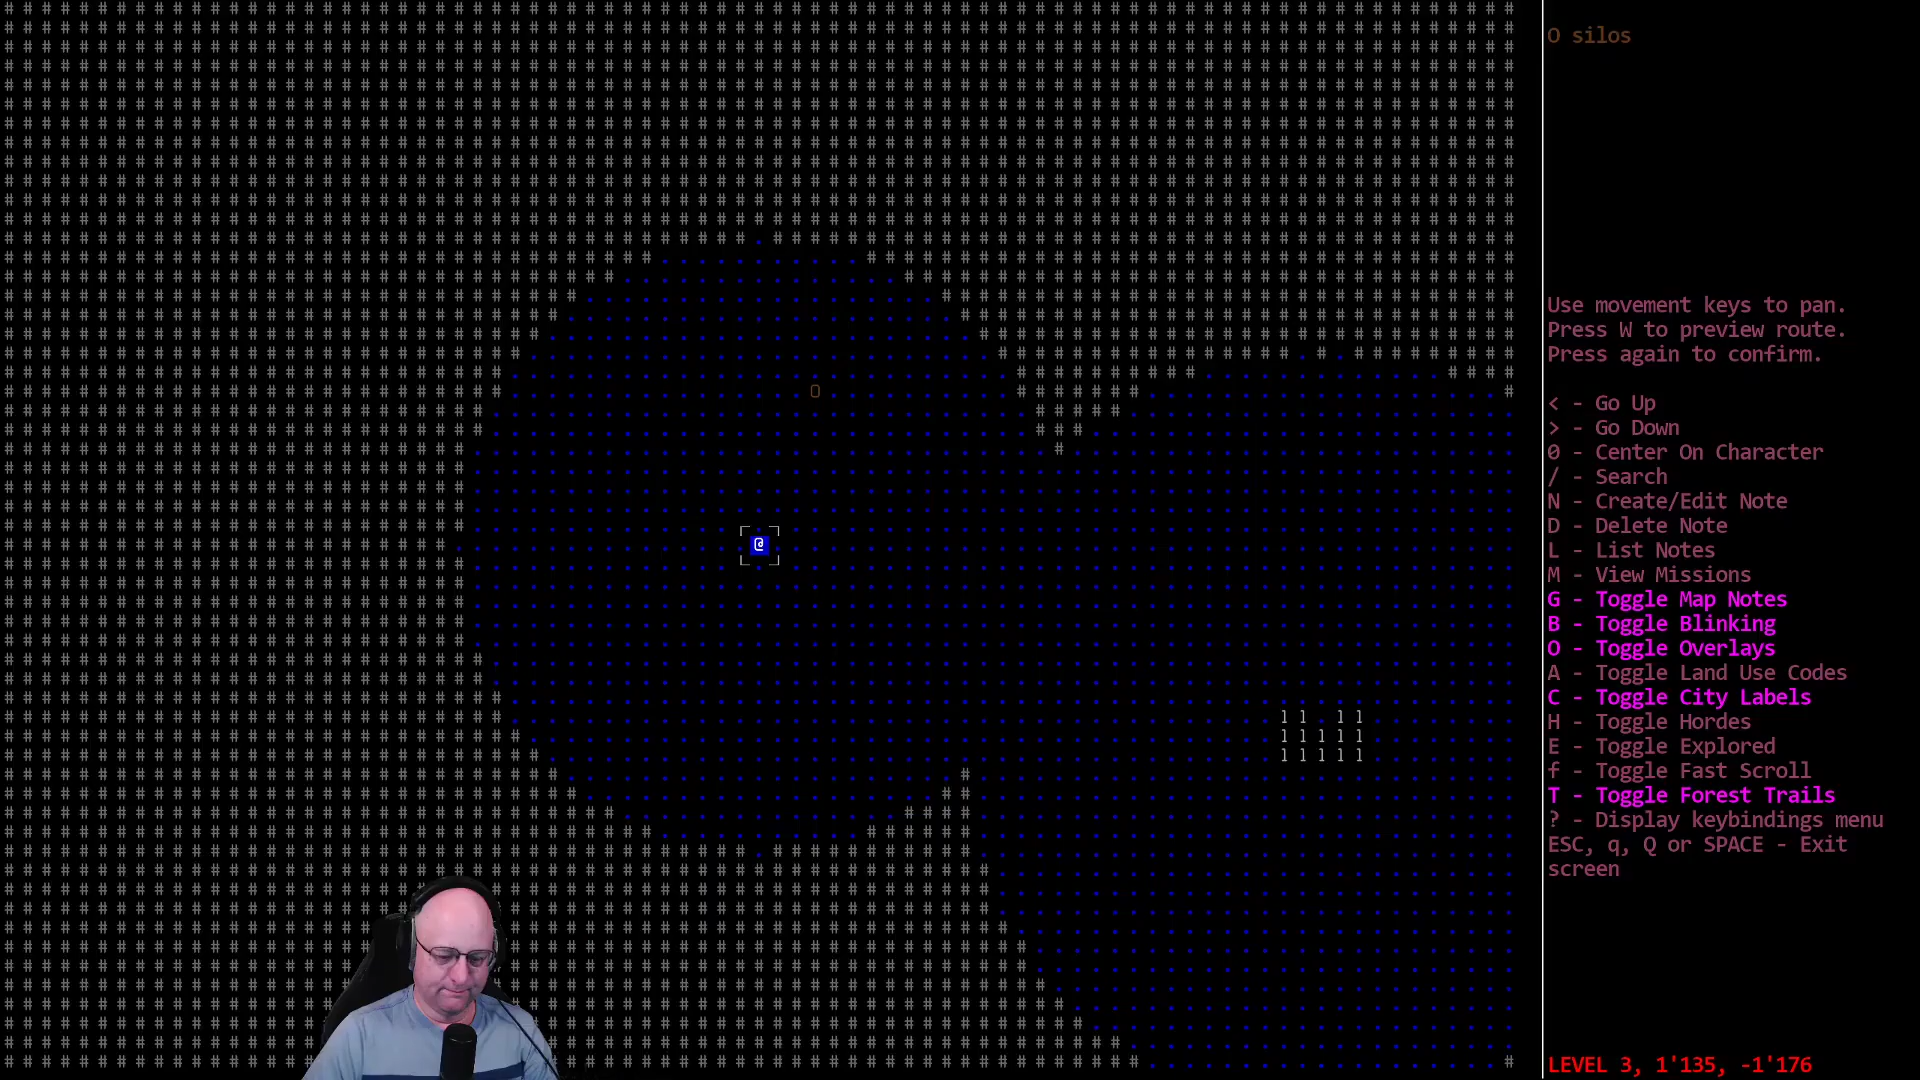 O silos
Use movement keys to pan.
Press W to preview route.
Press again to confirm.
< - Go Up
> - Go Down
0 - Center On Character
/ - Search
N - Create/Edit Note
D - Delete Note
L - List Notes
M - View Missions
G - Toggle Map Notes
B - Toggle Blinking
O - Toggle Overlays
A - Toggle Land Use Codes
C - Toggle City Labels
H - Toggle Hordes
E - Toggle Explored
f - Toggle Fast Scroll
T - Toggle Forest Trails
? - Display keybindings menu
ESC, q, Q or SPACE - Exit
screen
LEVEL 3, 1'135, -1'176
O
@
l l   l l
l l l l l
l l l l l